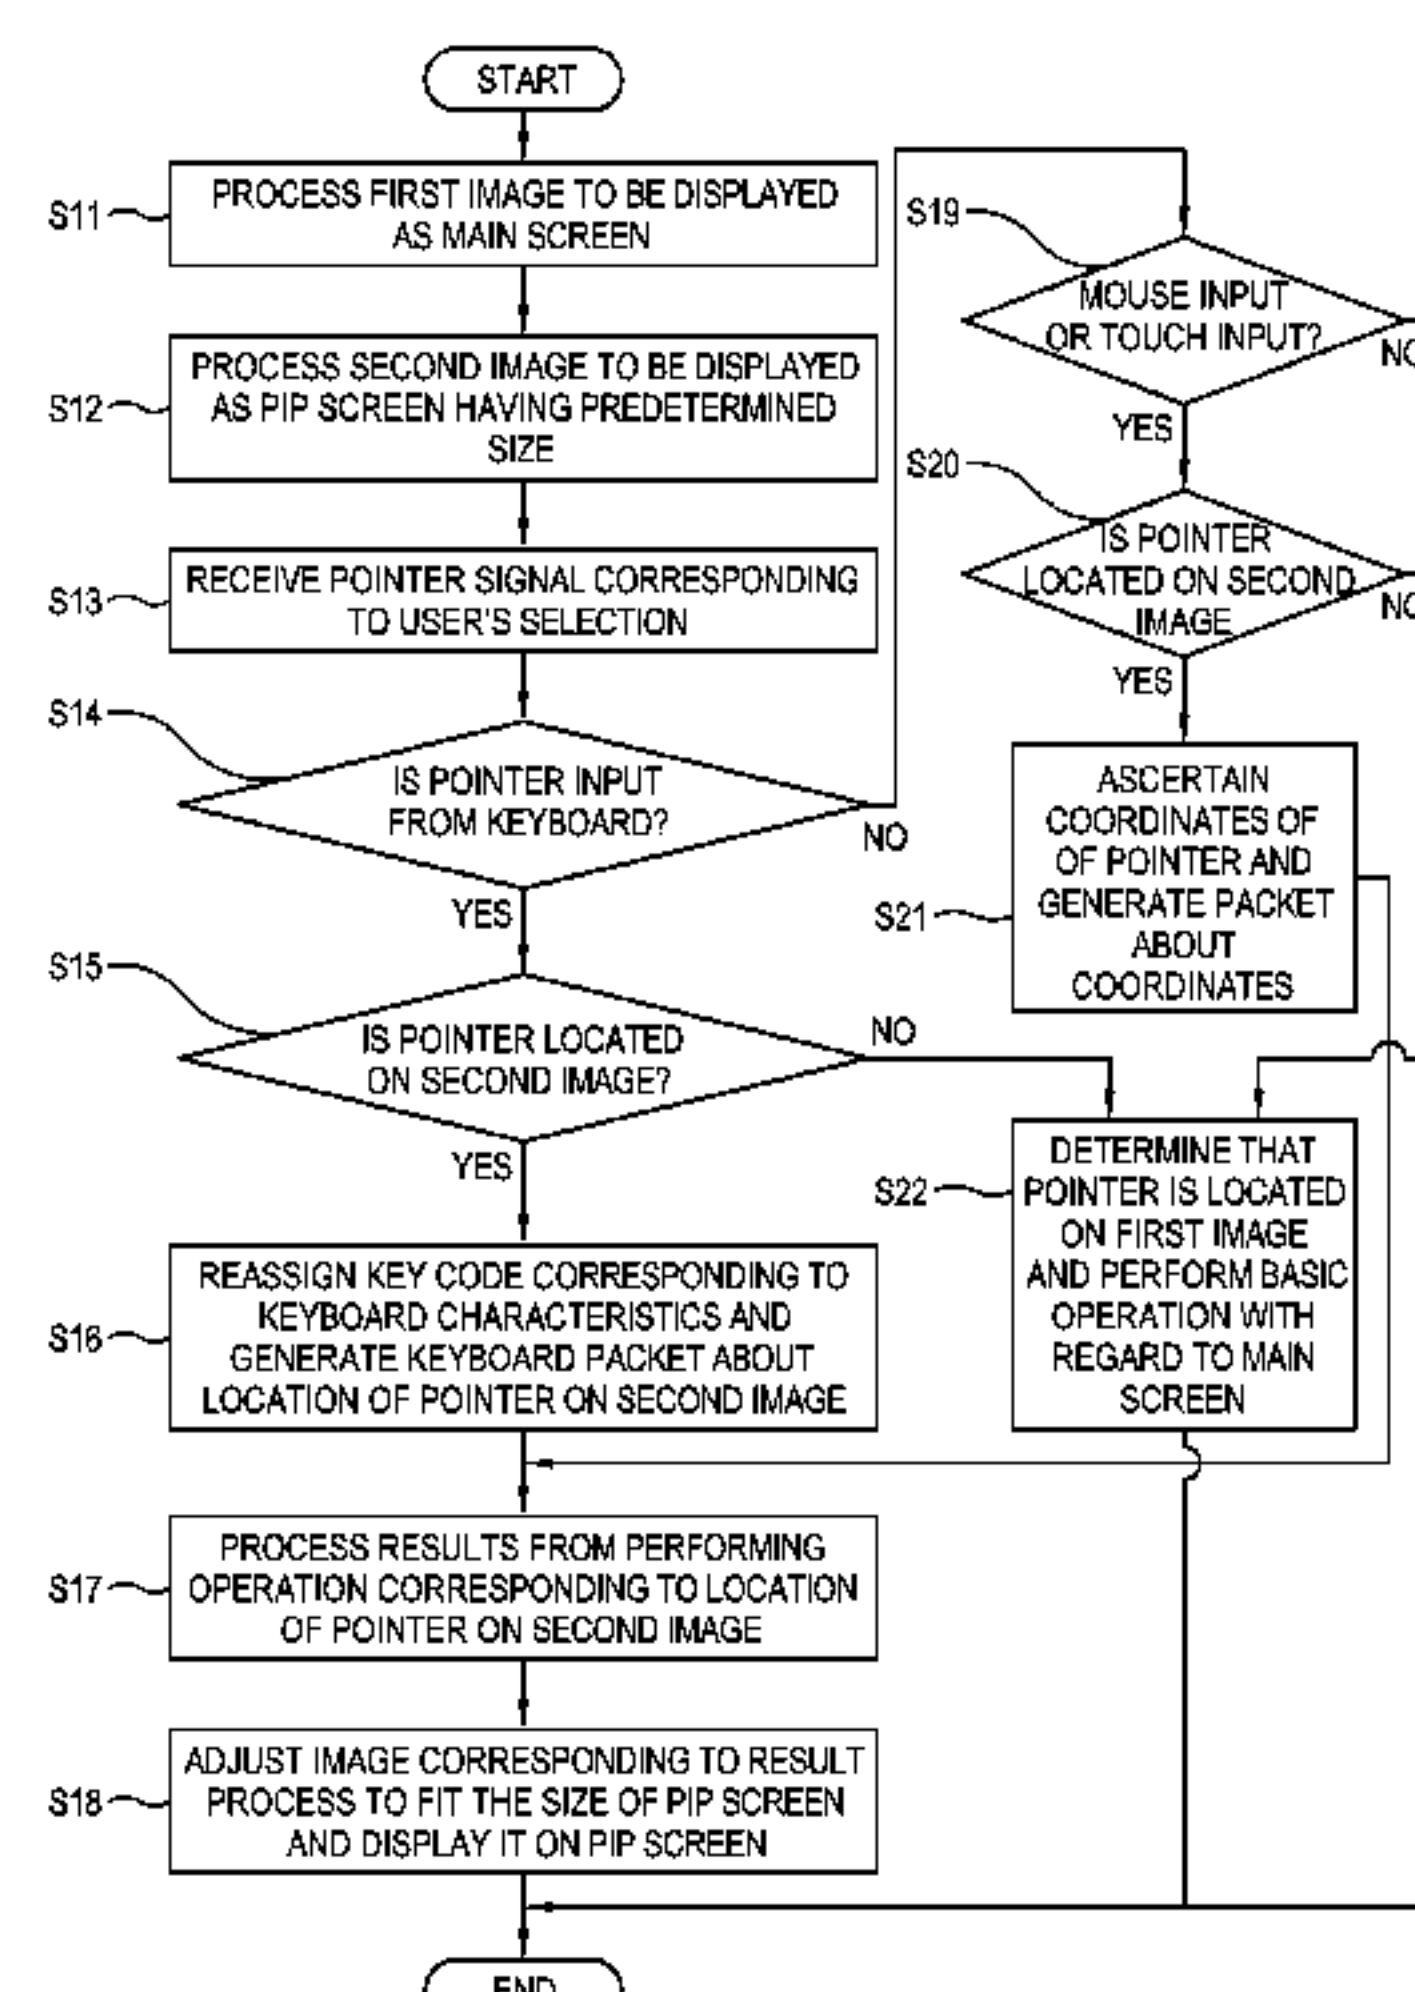 START
S11
PROCESS FIRST IMAGE TO BE DISPLAYED
AS MAIN SCREEN
S12
PROCESS SECOND IMAGE TO BE DISPLAYED
AS PIP SCREEN HAVING PREDETERMINED
SIZE
S13
RECEIVE POINTER SIGNAL CORRESPONDING
TO USER'S SELECTION
S14
IS POINTER INPUT
FROM KEYBOARD?
NO
YES
S15
IS POINTER LOCATED
ON SECOND IMAGE?
NO
YES
S16
REASSIGN KEY CODE CORRESPONDING TO
KEYBOARD CHARACTERISTICS AND
GENERATE KEYBOARD PACKET ABOUT
LOCATION OF POINTER ON SECOND IMAGE
S17
PROCESS RESULTS FROM PERFORMING
OPERATION CORRESPONDING TO LOCATION
OF POINTER ON SECOND IMAGE
S18
ADJUST IMAGE CORRESPONDING TO RESULT
PROCESS TO FIT THE SIZE OF PIP SCREEN
AND DISPLAY IT ON PIP SCREEN
END
S19
MOUSE INPUT
OR TOUCH INPUT?
NO
YES
S20
IS POINTER
LOCATED ON SECOND
IMAGE
NO
YES
S21
ASCERTAIN
COORDINATES OF
OF POINTER AND
GENERATE PACKET
ABOUT
COORDINATES
S22
DETERMINE THAT
POINTER IS LOCATED
ON FIRST IMAGE
AND PERFORM BASIC
OPERATION WITH
REGARD TO MAIN
SCREEN